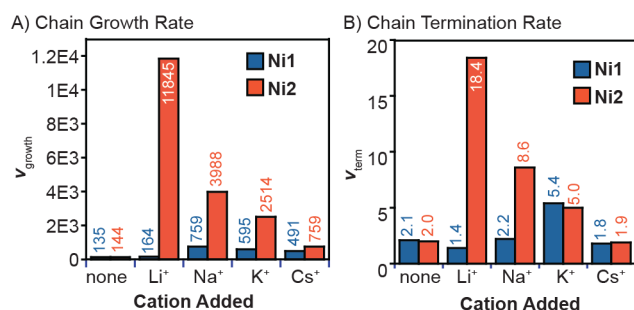 A) Chain Growth Rate
1.2E4
1E4
8E3
6E3
4E3
2E3
0
v growth
Ni1
Ni2
135
144
164
11845
759
3988
595
2514
491
759
none Li⁺ Na⁺ K⁺ Cs⁺
Cation Added
B) Chain Termination Rate
20
15
10
5
0
v term
Ni1
Ni2
2.1
2.0
1.4
18.4
2.2
8.6
5.4
5.0
1.8
1.9
none Li⁺ Na⁺ K⁺ Cs⁺
Cation Added